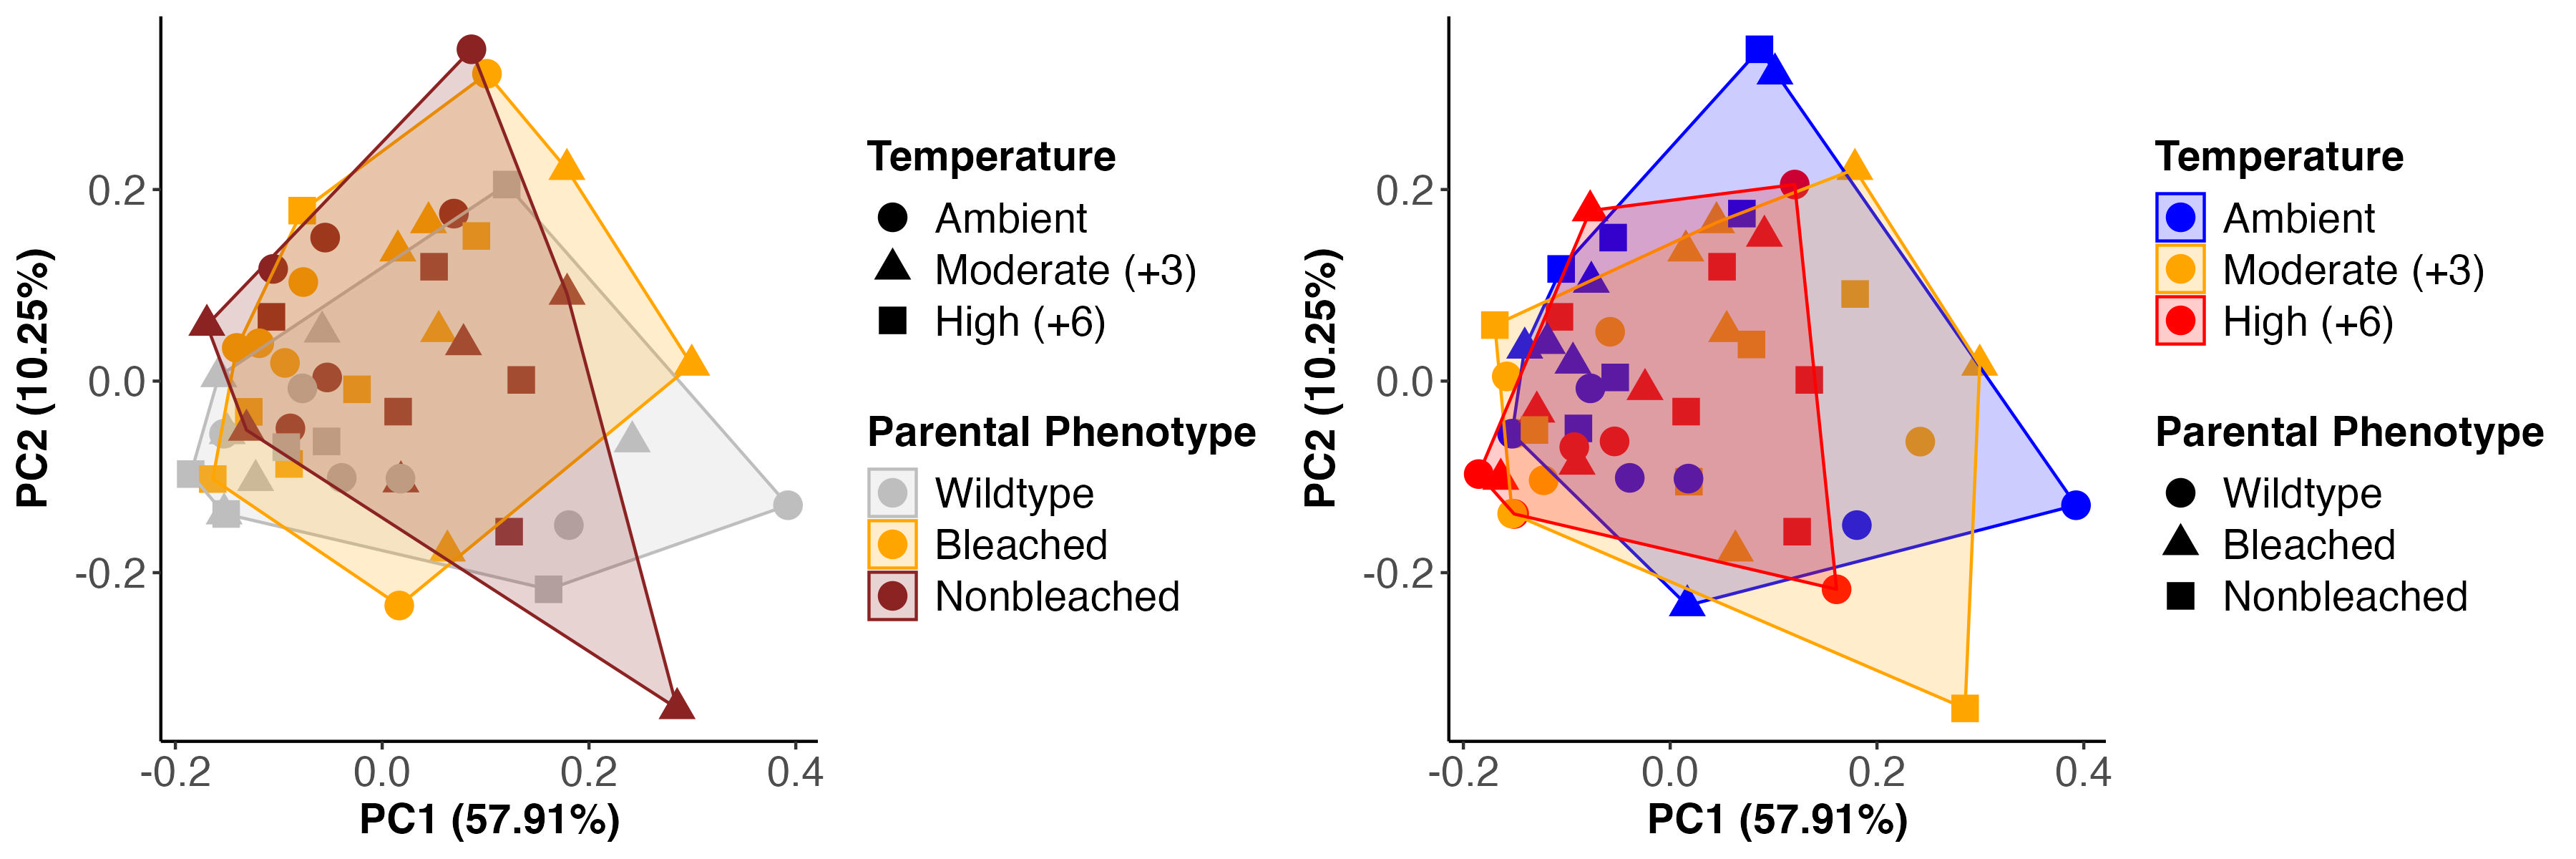 PC2 (10.25%)
0.2
0.0
-0.2
-0.2
0.0
0.2
0.4
PC1 (57.91%)
Temperature
Ambient
Moderate (+3)
High (+6)
Parental Phenotype
Wildtype
Bleached
Nonbleached
PC2 (10.25%)
0.2
0.0
-0.2
-0.2
0.0
0.2
0.4
PC1 (57.91%)
Temperature
Ambient
Moderate (+3)
High (+6)
Parental Phenotype
Wildtype
Bleached
Nonbleached